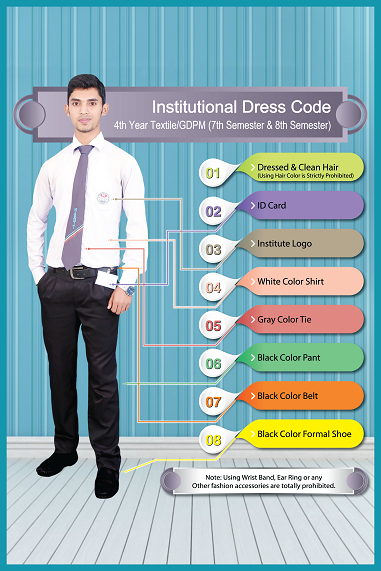 Institutional Dress Code
4th Year Textile/GDPM (7th Semester & 8th Semester)
01 Dressed & Clean Hair
(Using Hair Color is Strictly Prohibited)
02 ID Card
03 Institute Logo
04 White Color Shirt
05 Gray Color Tie
06 Black Color Pant
07 Black Color Belt
08 Black Color Formal Shoe
Note: Using Wrist Band, Ear Ring or any
Other fashion accessories are totally prohibited.